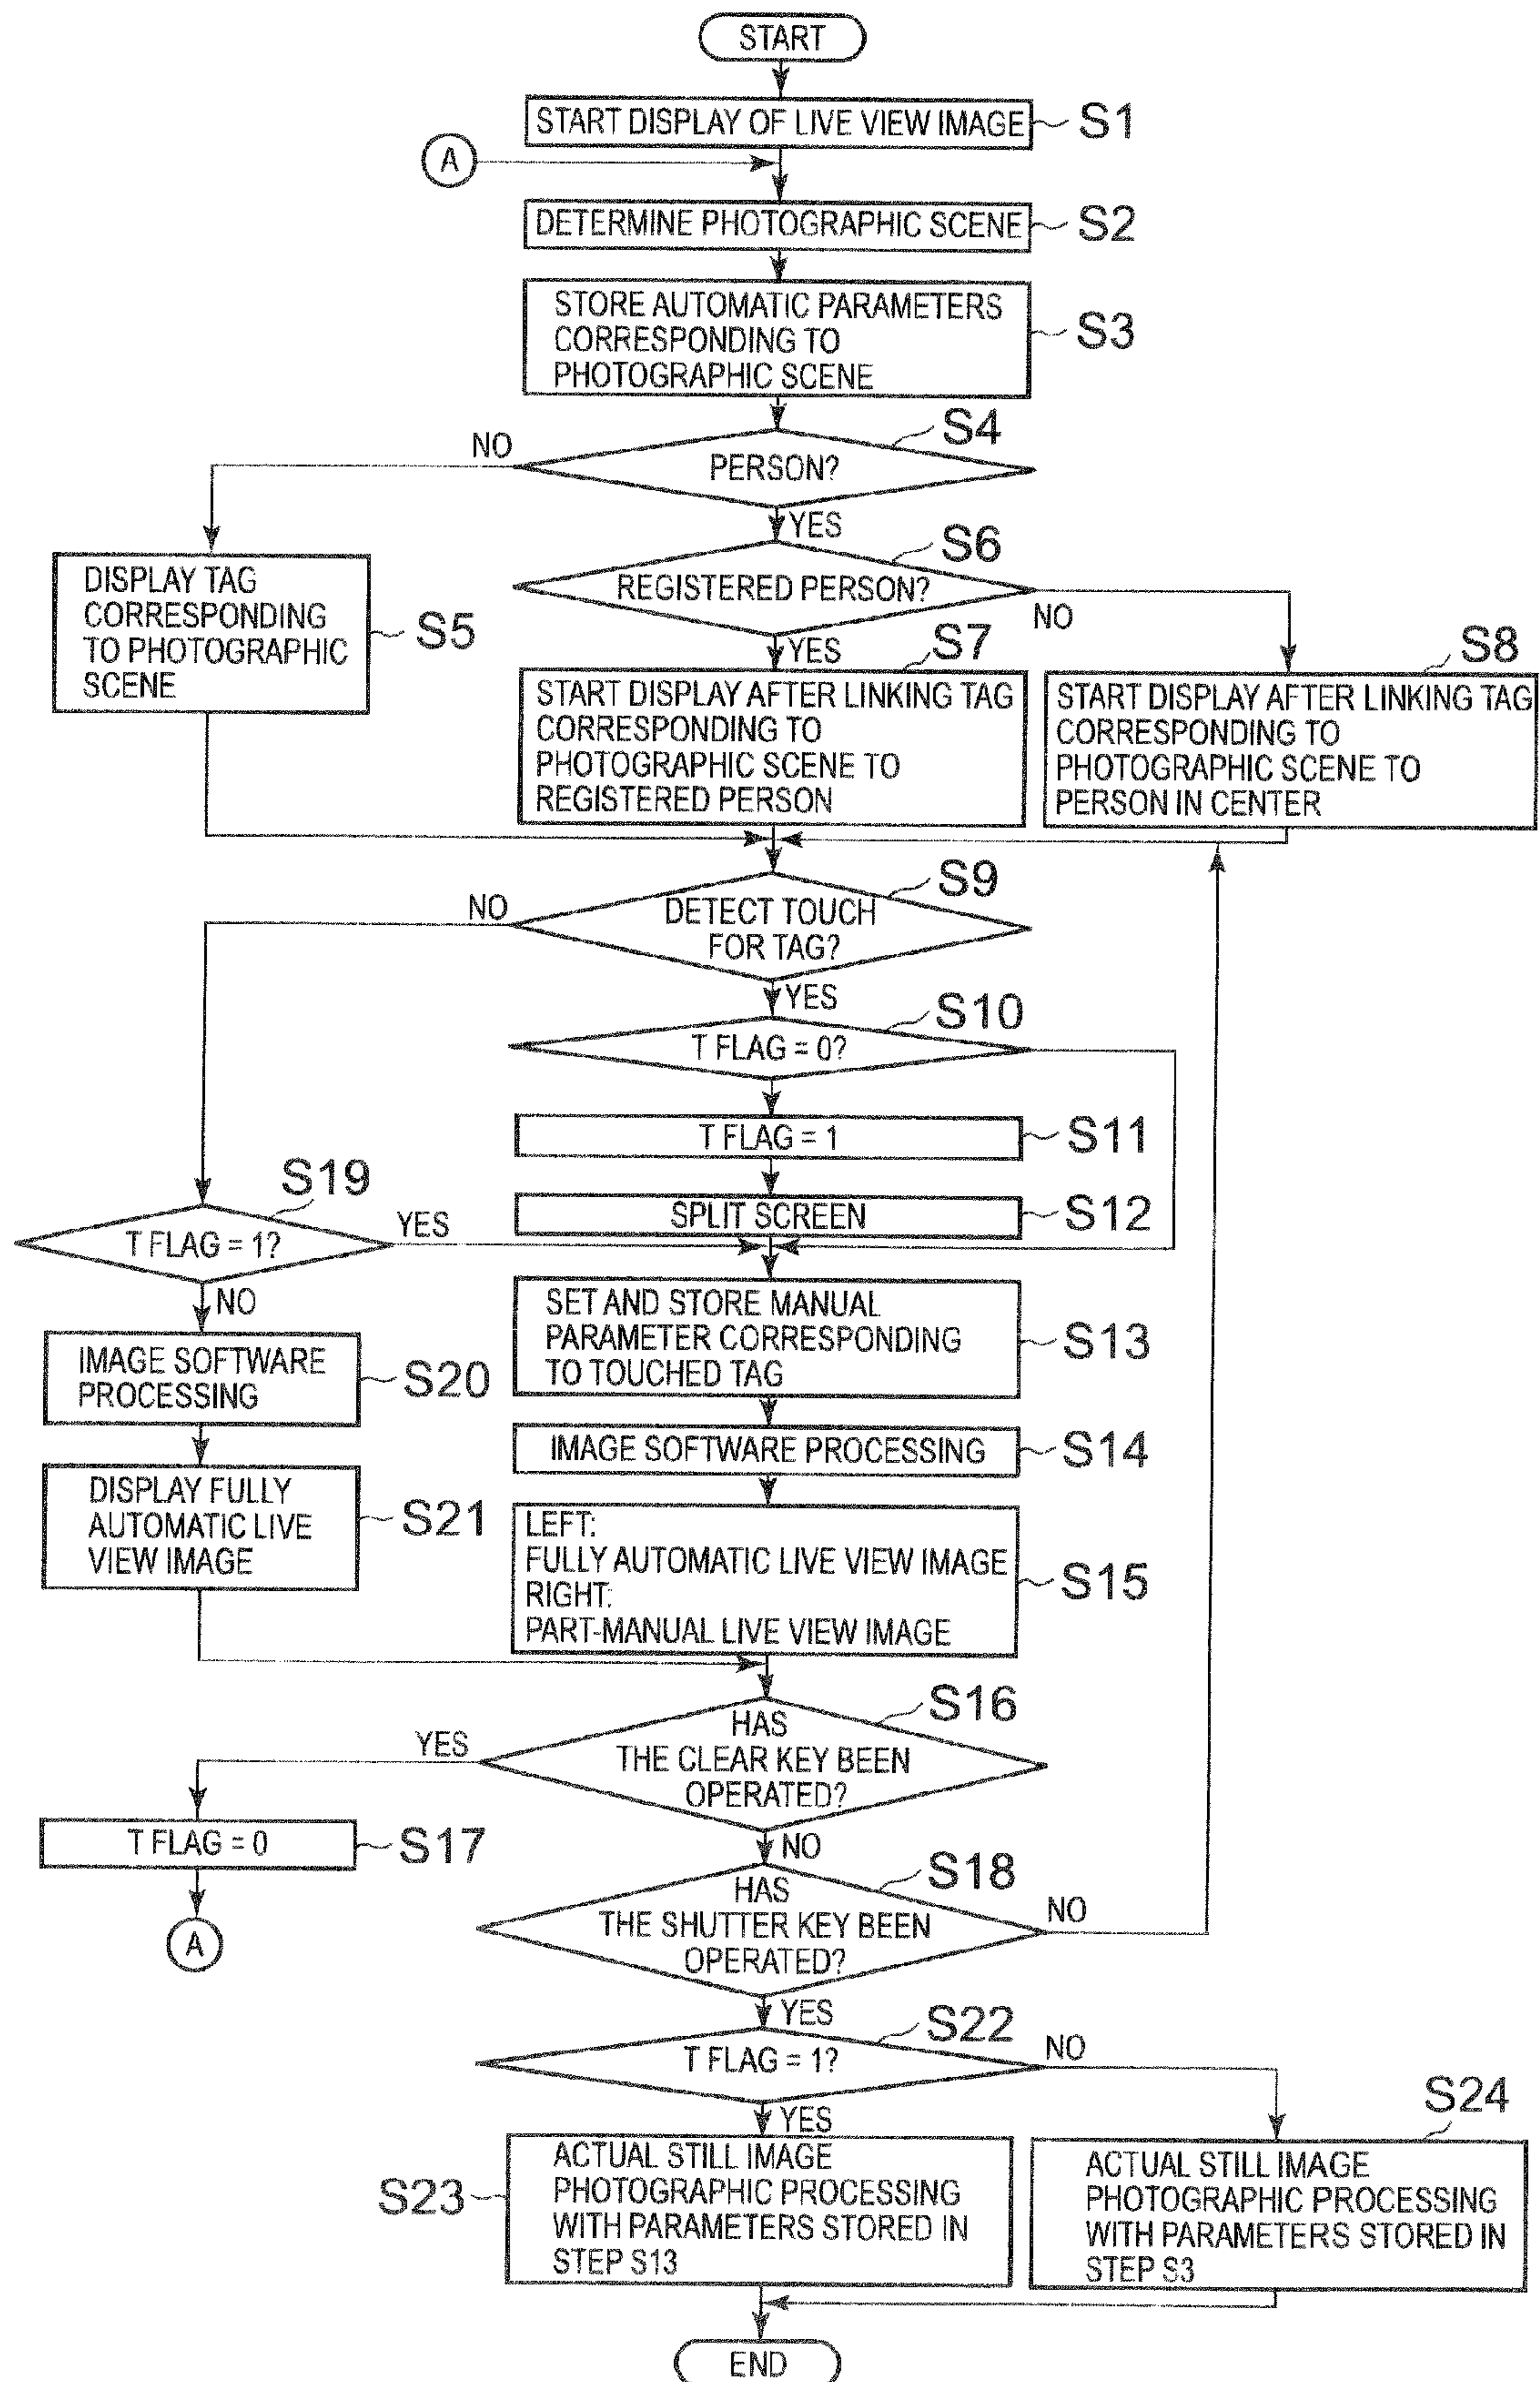 START
START DISPLAY OF LIVE VIEW IMAGE
S1
A
DETERMINE PHOTOGRAPHIC SCENE
S2
STORE AUTOMATIC PARAMETERS
CORRESPONDING TO
PHOTOGRAPHIC SCENE
S3
S4
NO
PERSON?
YES
S6
REGISTERED PERSON?
NO
YES
DISPLAY TAG
CORRESPONDING
TO PHOTOGRAPHIC
SCENE
S5
S7
START DISPLAY AFTER LINKING TAG
CORRESPONDING TO
PHOTOGRAPHIC SCENE TO
REGISTERED PERSON
S8
START DISPLAY AFTER LINKING TAG
CORRESPONDING TO
PHOTOGRAPHIC SCENE TO
PERSON IN CENTER
S9
NO
DETECT TOUCH
FOR TAG?
YES
S10
T FLAG = 0?
T FLAG = 1
S11
SPLIT SCREEN
S12
S19
T FLAG = 1?
YES
NO
SET AND STORE MANUAL
PARAMETER CORRESPONDING
TO TOUCHED TAG
S13
IMAGE SOFTWARE
PROCESSING
S20
IMAGE SOFTWARE PROCESSING
S14
DISPLAY FULLY
AUTOMATIC LIVE
VIEW IMAGE
S21
LEFT:
FULLY AUTOMATIC LIVE VIEW IMAGE
RIGHT:
PART-MANUAL LIVE VIEW IMAGE
S15
S16
YES
HAS
THE CLEAR KEY BEEN
OPERATED?
NO
T FLAG = 0
S17
A
S18
HAS
THE SHUTTER KEY BEEN
OPERATED?
NO
YES
S22
T FLAG = 1?
NO
YES
S23
ACTUAL STILL IMAGE
PHOTOGRAPHIC PROCESSING
WITH PARAMETERS STORED IN
STEP S13
S24
ACTUAL STILL IMAGE
PHOTOGRAPHIC PROCESSING
WITH PARAMETERS STORED IN
STEP S3
END